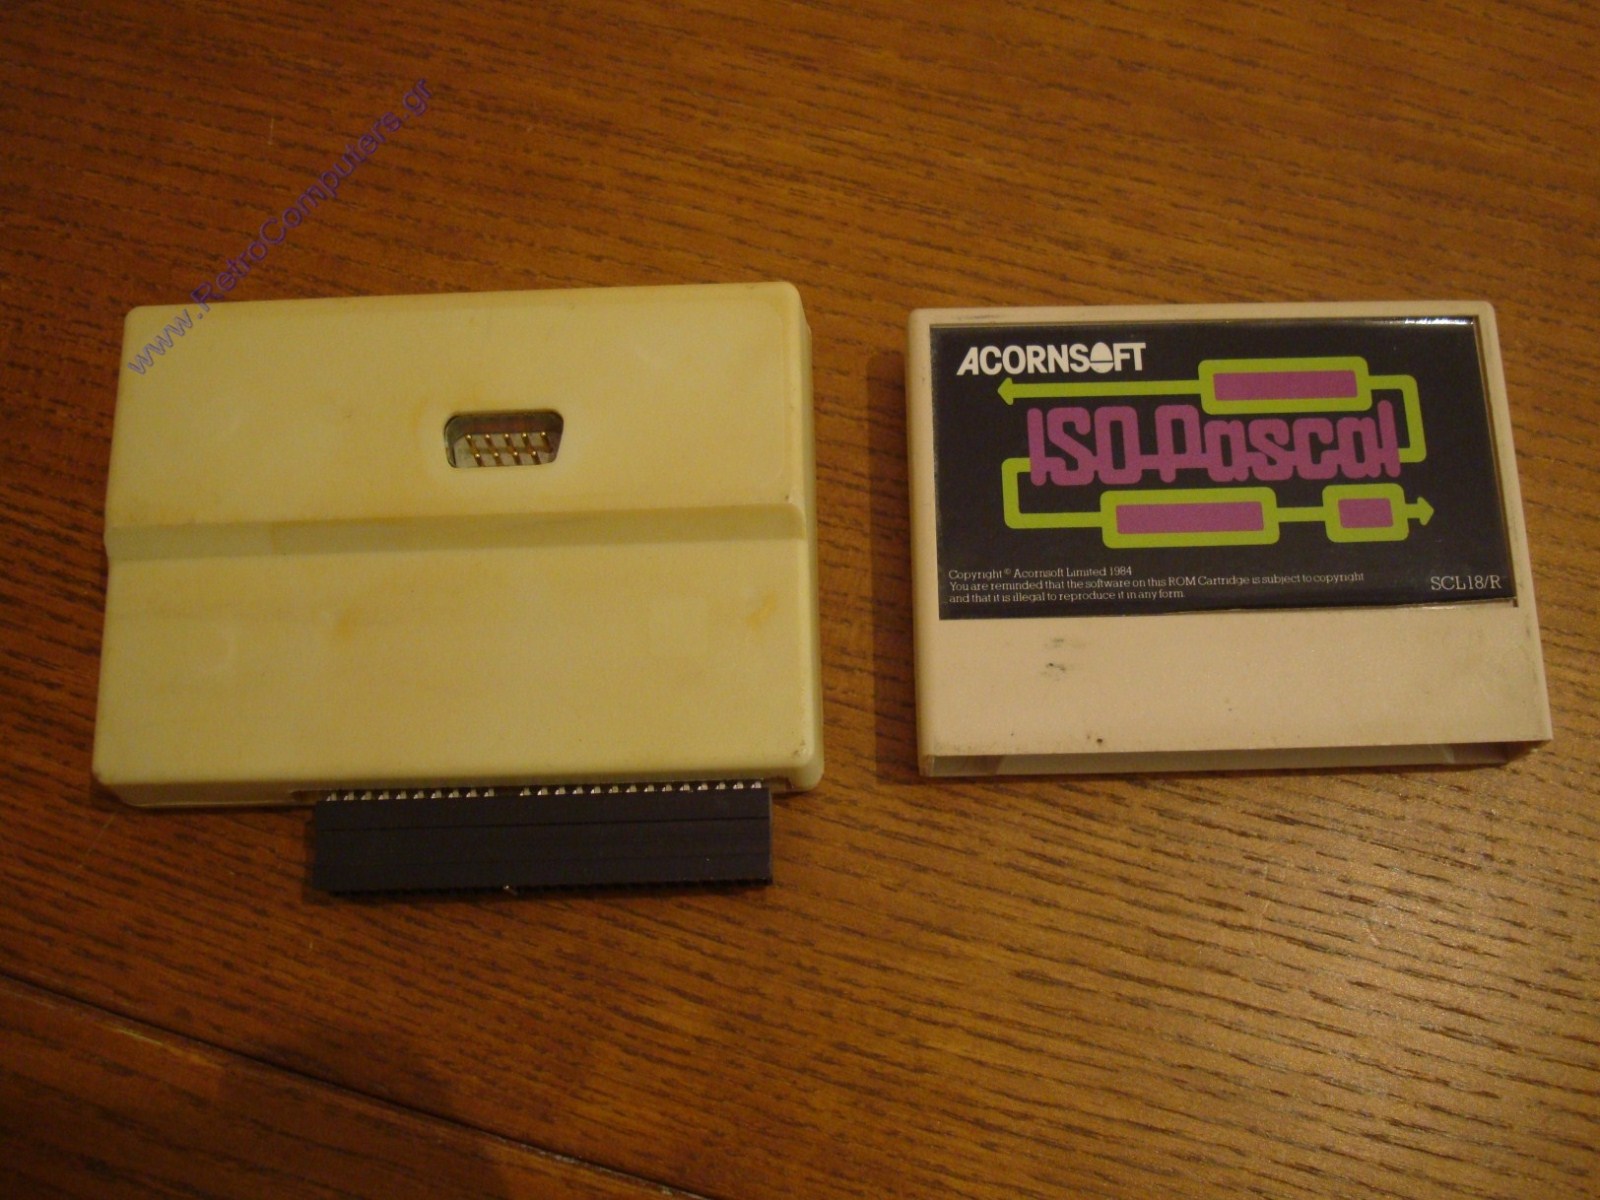 www.RetroComputers.gr
ACORNSOFT
ISO-Pascal
Copyright © Acornsoft Limited 1984
You are reminded that the software on this ROM Cartridge is subject to copyright
and that it is illegal to reproduce it in any form.
SCL18/R